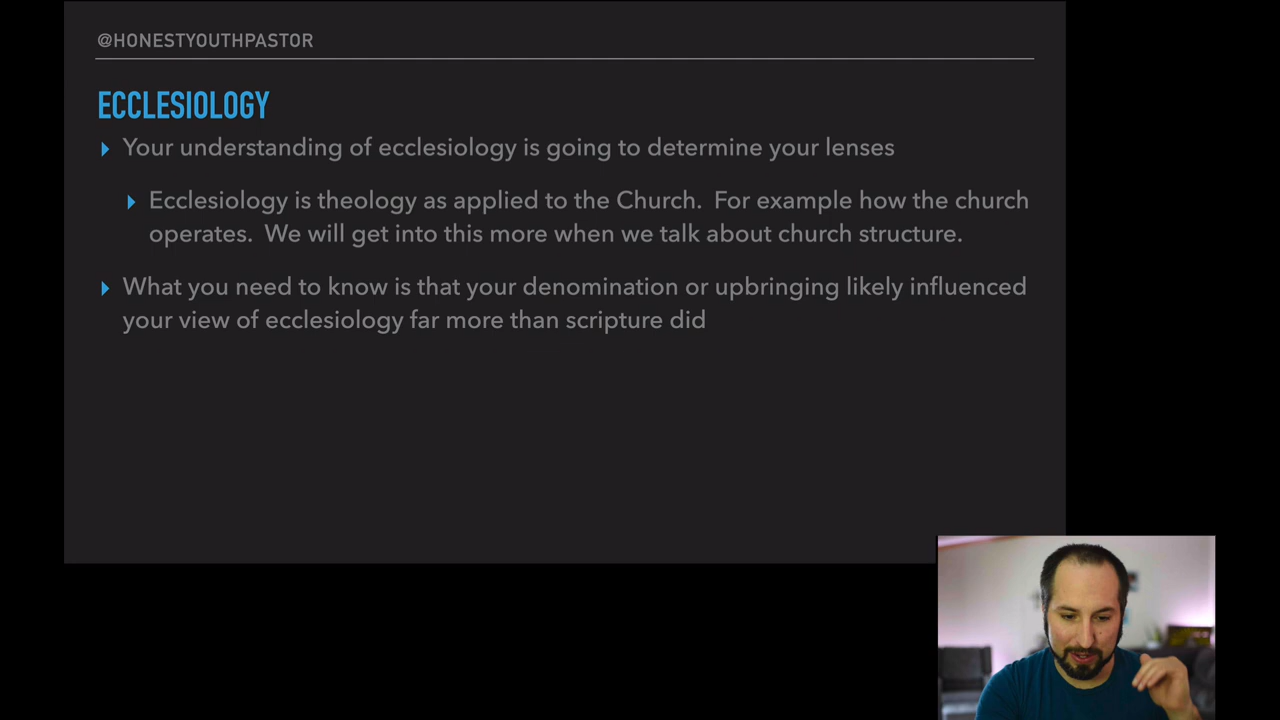 @HONESTYOUTHPASTOR
ECCLESIOLOGY
Your understanding of ecclesiology is going to determine your lenses
Ecclesiology is theology as applied to the Church.  For example how the church
operates.  We will get into this more when we talk about church structure.
What you need to know is that your denomination or upbringing likely influenced
your view of ecclesiology far more than scripture did